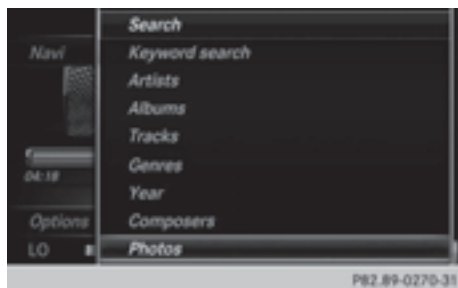 Search
Navi
Keyword search
Artists
Albums
Tracks
Genres
04:18
Year
Options
Composers
LO
Photos
P82.89-0270-31